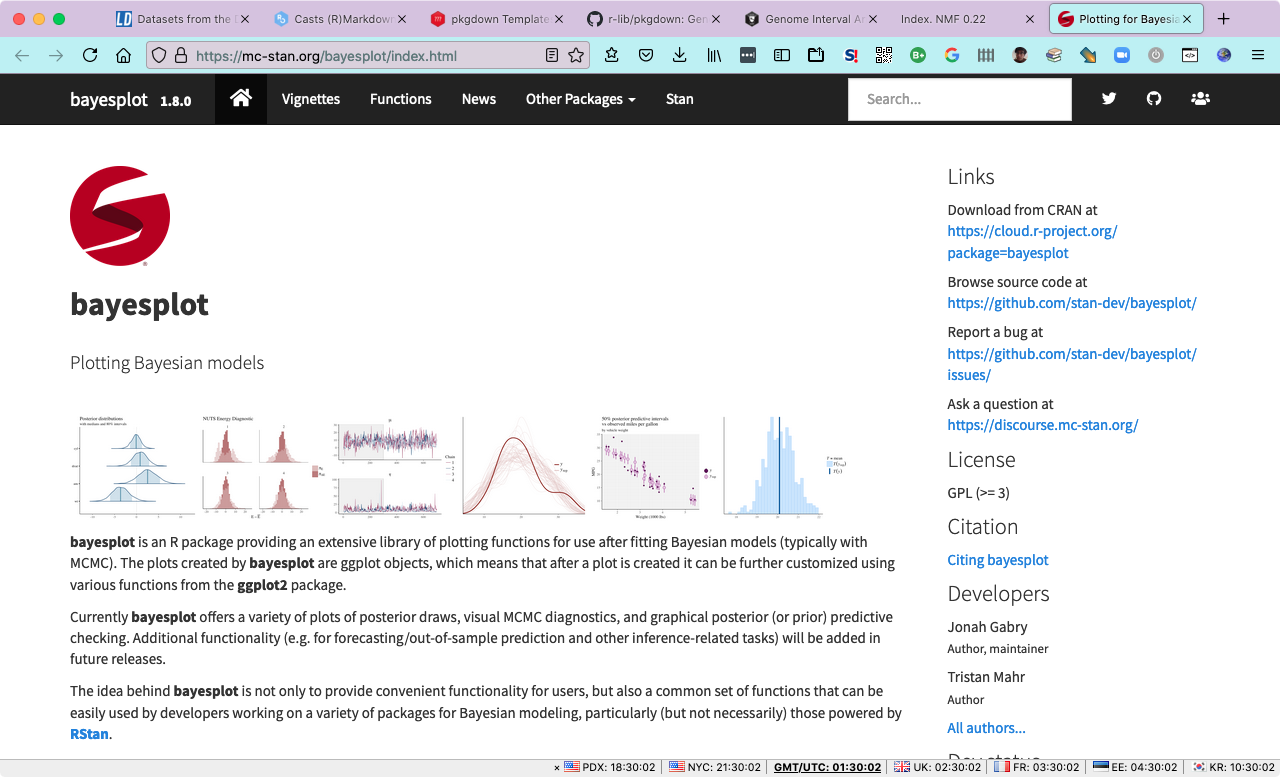 Datasets from the I
Casts (R)Markdown
pkgdown Template
r-lib/pkgdown: Gen
Genome Interval Ar
Index. NMF 0.22
Plotting for Bayesia
https://mc-stan.org/bayesplot/index.html
bayesplot 1.8.0 Vignettes Functions News Other Packages Stan Search...
bayesplot
Plotting Bayesian models
Posterior distributions
with medians and 80% intervals
NUTS Energy Diagnostic
Chain
50% posterior predictive intervals
vs observed miles per gallon
by vehicle weight
MPG
Weight (1000 lbs)
T = mean
bayesplot is an R package providing an extensive library of plotting functions for use after fitting Bayesian models (typically with
MCMC). The plots created by bayesplot are ggplot objects, which means that after a plot is created it can be further customized using
various functions from the ggplot2 package.
Currently bayesplot offers a variety of plots of posterior draws, visual MCMC diagnostics, and graphical posterior (or prior) predictive
checking. Additional functionality (e.g. for forecasting/out-of-sample prediction and other inference-related tasks) will be added in
future releases.
The idea behind bayesplot is not only to provide convenient functionality for users, but also a common set of functions that can be
easily used by developers working on a variety of packages for Bayesian modeling, particularly (but not necessarily) those powered by
RStan.
Links
Download from CRAN at
https://cloud.r-project.org/
package=bayesplot
Browse source code at
https://github.com/stan-dev/bayesplot/
Report a bug at
https://github.com/stan-dev/bayesplot/
issues/
Ask a question at
https://discourse.mc-stan.org/
License
GPL (>= 3)
Citation
Citing bayesplot
Developers
Jonah Gabry
Author, maintainer
Tristan Mahr
Author
All authors...
Dev status
× PDX: 18:30:02 NYC: 21:30:02 GMT/UTC: 01:30:02 UK: 02:30:02 FR: 03:30:02 EE: 04:30:02 KR: 10:30:02